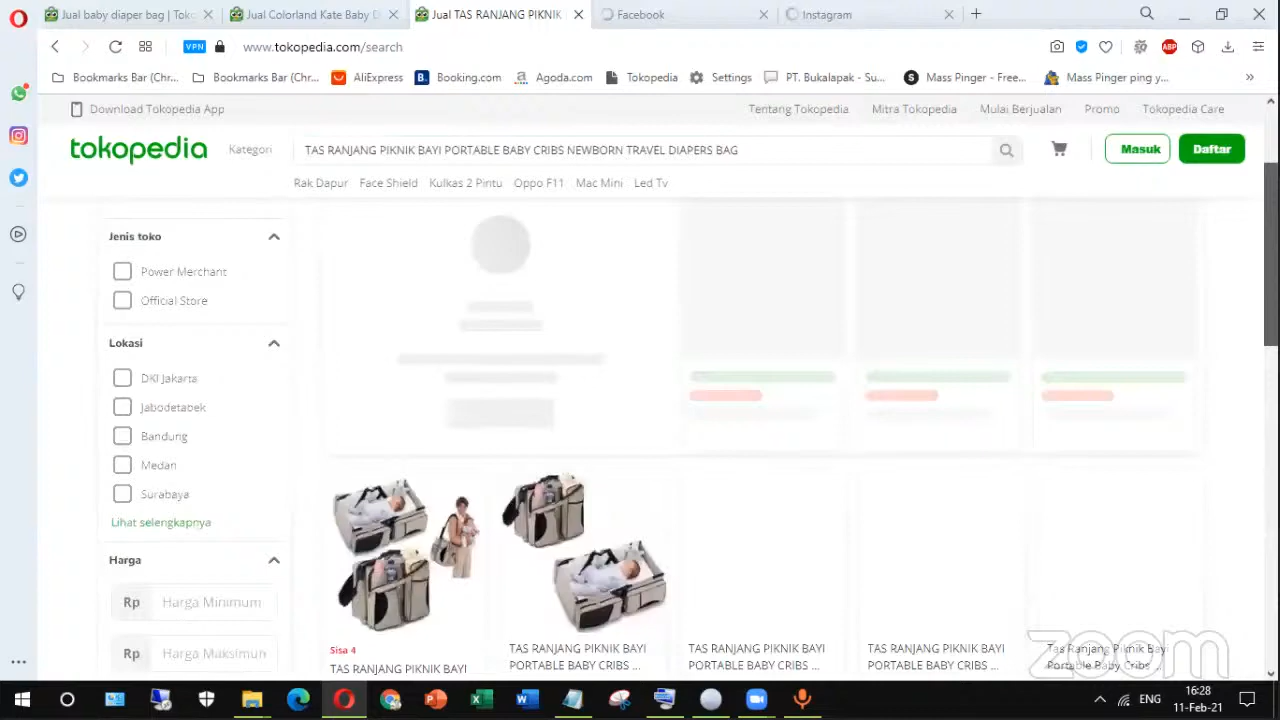 Jual baby diaper bag | Tok
Jual Colorland Kate Baby D
Jual TAS RANJANG PIKNIK
Facebook
Instagram
VPN
www.tokopedia.com/search
ABP
Bookmarks Bar (Chr...
Bookmarks Bar (Chr...
AliExpress
B.
Booking.com
a
Agoda.com
Tokopedia
Settings
PT. Bukalapak - Su...
S
Mass Pinger - Free...
Mass Pinger ping y...
»
Download Tokopedia App
Tentang Tokopedia
Mitra Tokopedia
Mulai Berjualan
Promo
Tokopedia Care
tokopedia
Kategori
TAS RANJANG PIKNIK BAYI PORTABLE BABY CRIBS NEWBORN TRAVEL DIAPERS BAG
Masuk
Daftar
Rak Dapur
Face Shield
Kulkas 2 Pintu
Oppo F11
Mac Mini
Led Tv
Jenis toko
Power Merchant
Official Store
Lokasi
DKI Jakarta
Jabodetabek
Bandung
Medan
Surabaya
Lihat selengkapnya
Harga
Rp
Harga Minimum
Rp
Harga Maksimum
Sisa 4
TAS RANJANG PIKNIK BAYI
TAS RANJANG PIKNIK BAYI
PORTABLE BABY CRIBS ...
TAS RANJANG PIKNIK BAYI
PORTABLE BABY CRIBS ...
TAS RANJANG PIKNIK BAYI
PORTABLE BABY CRIBS ...
Tas Ranjang Piknik Bayi
Portable Baby Cribs ...
zoom
ENG
16:28
11-Feb-21